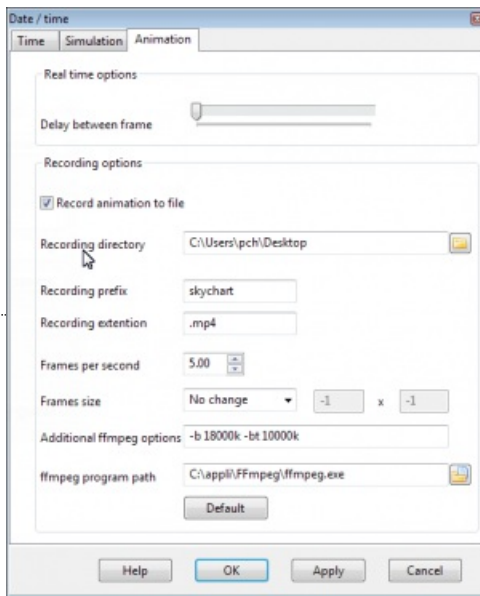 Date / time
Time Simulation Animation
Real time options
Delay between frame
Recording options
Record animation to file
Recording directory C:\Users\pch\Desktop
Recording prefix skychart
Recording extention .mp4
Frames per second 5.00
Frames size No change -1 x -1
Additional ffmpeg options -b 18000k -bt 10000k
ffmpeg program path C:\appli\FFmpeg\ffmpeg.exe
Default
Help OK Apply Cancel